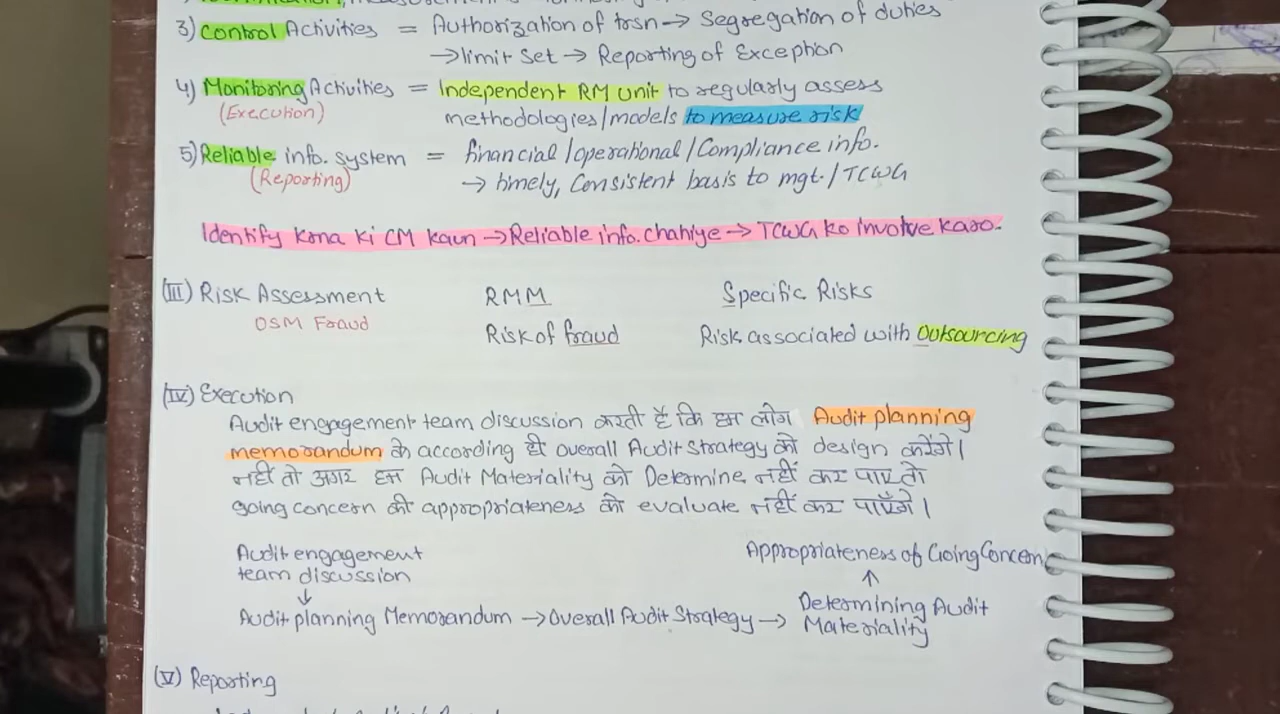 3) Control Activities = Authorization of trsn → Segregation of duties
→ limit set → Reporting of Exception
4) Monitoring Activities = Independent RM unit to regularly assess
(Execution) methodologies/models to measure risk
5) Reliable info. system = financial /operational / Compliance info.
(Reporting) → timely, Consistent basis to mgt. / TCWG
Identify krna ki CM kaun → Reliable info. chahiye → TCWG ko involve karo.
(III) Risk Assessment RMM Specific Risks
OSM Fraud Risk of fraud Risk associated with Outsourcing
(IV) Execution
Audit engagement team discussion करती है कि हम लोग Audit planning
memorandum के according ही overall Audit Strategy को design करेंगे।
नहीं तो अगर हम Audit Materiality को Determine नहीं कर पाए तो
going concern की appropriateness को evaluate नहीं कर पाएँगे।
Audit engagement Appropriateness of Going Concern
team discussion ↑
↓ Determining Audit
Audit planning Memorandum → Overall Audit Strategy → Materiality
(V) Reporting